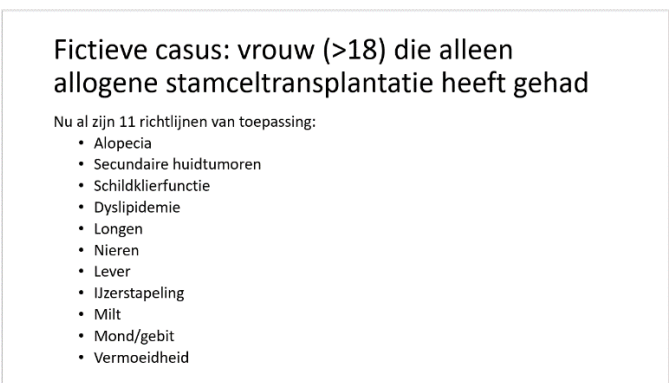 Fictieve casus: vrouw (>18) die alleen
allogene stamceltransplantatie heeft gehad
Nu al zijn 11 richtlijnen van toepassing:
• Alopecia
• Secundaire huidtumoren
• Schildklierfunctie
• Dyslipidemie
• Longen
• Nieren
• Lever
• IJzerstapeling
• Milt
• Mond/gebit
• Vermoeidheid